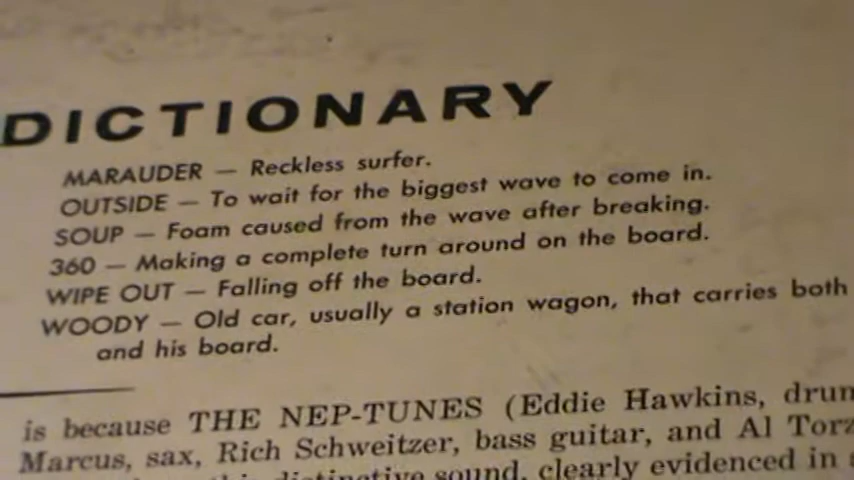 DICTIONARY
MARAUDER — Reckless surfer.
OUTSIDE — To wait for the biggest wave to come in.
SOUP — Foam caused from the wave after breaking.
360 — Making a complete turn around on the board.
WIPE OUT — Falling off the board.
WOODY — Old car, usually a station wagon, that carries both
and his board.
is because THE NEP-TUNES (Eddie Hawkins,
Marcus, sax, Rich Schweitzer, bass guitar, and Al
distinctive sound, clearly evidenced in